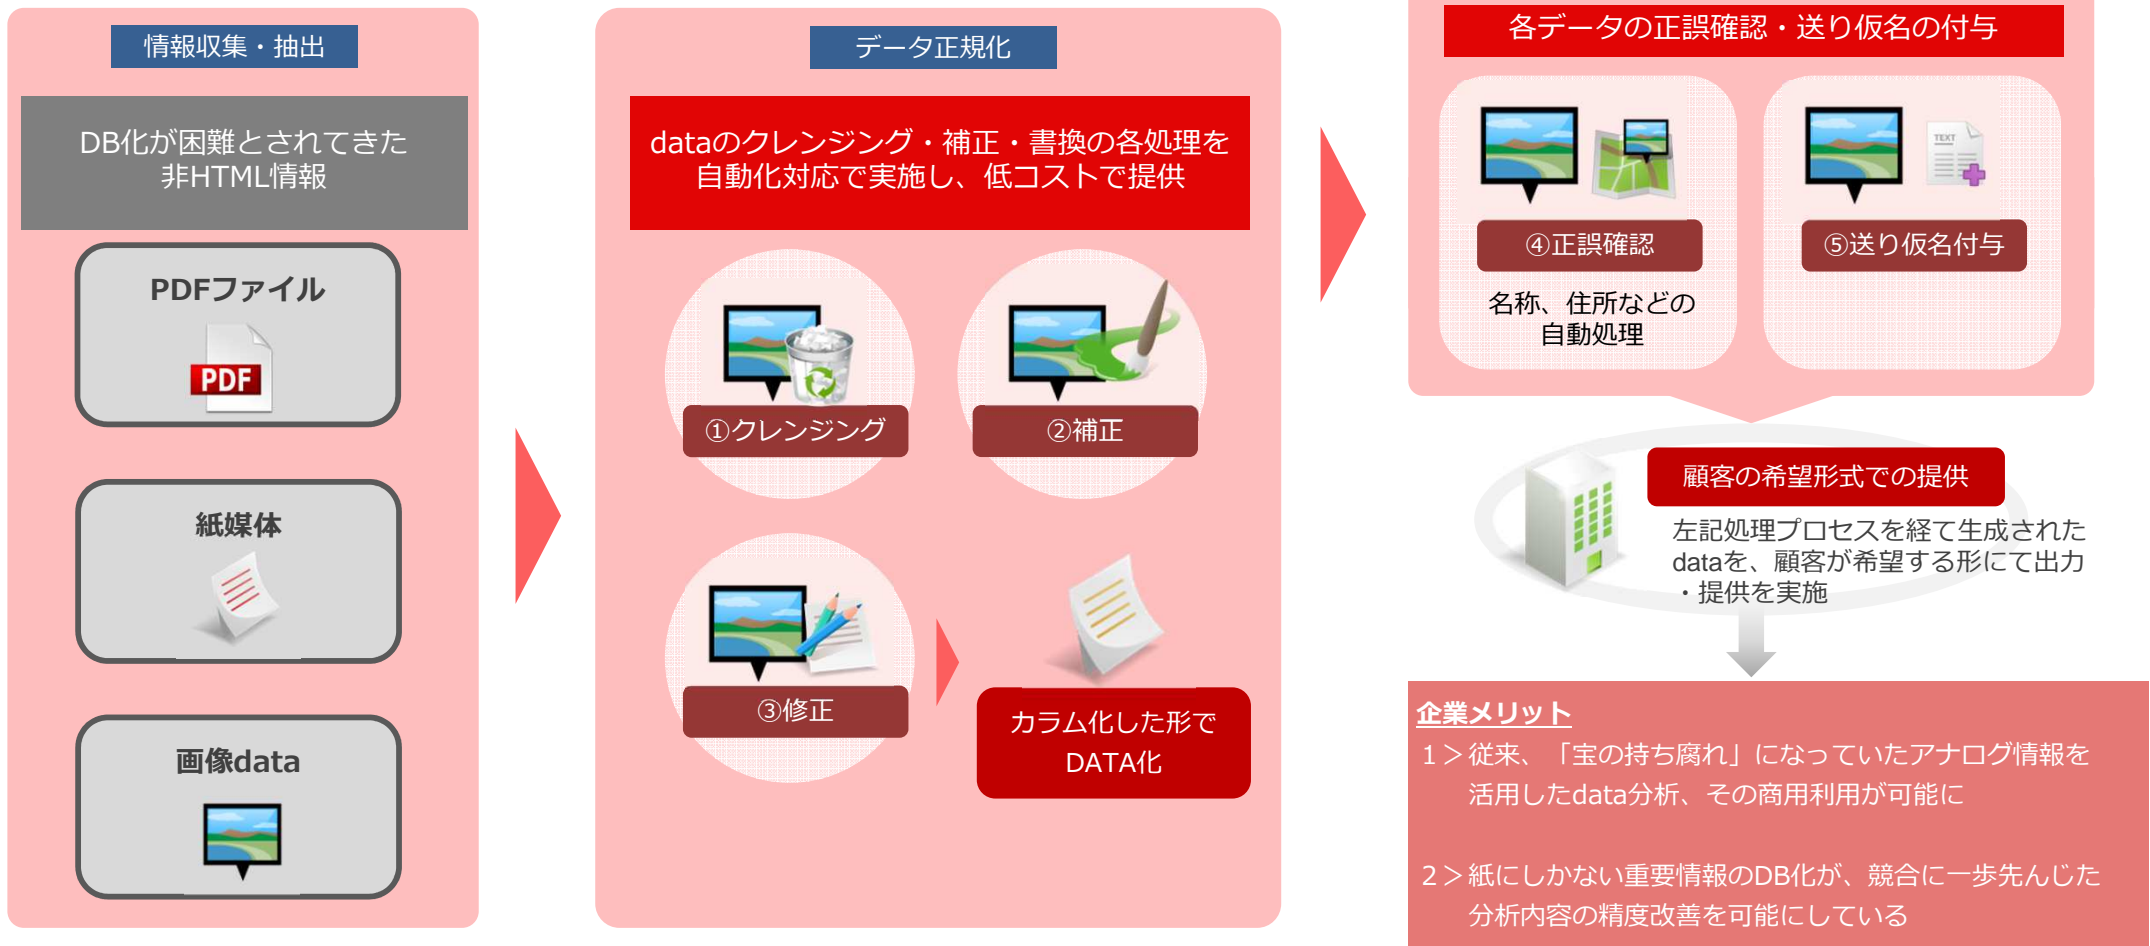 情報収集・抽出
DB化が困難とされてきた
非HTML情報
PDFファイル
PDF
紙媒体
画像data
データ正規化
dataのクレンジング・補正・書換の各処理を
自動化対応で実施し、低コストで提供
①クレンジング
②補正
③修正
カラム化した形で
DATA化
各データの正誤確認・送り仮名の付与
TEXT
④正誤確認
⑤送り仮名付与
名称、住所などの
自動処理
顧客の希望形式での提供
左記処理プロセスを経て生成された
dataを、顧客が希望する形にて出力
・提供を実施
企業メリット
1＞従来、「宝の持ち腐れ」になっていたアナログ情報を
活用したdata分析、その商用利用が可能に
2＞紙にしかない重要情報のDB化が、競合に一歩先んじた
分析内容の精度改善を可能にしている